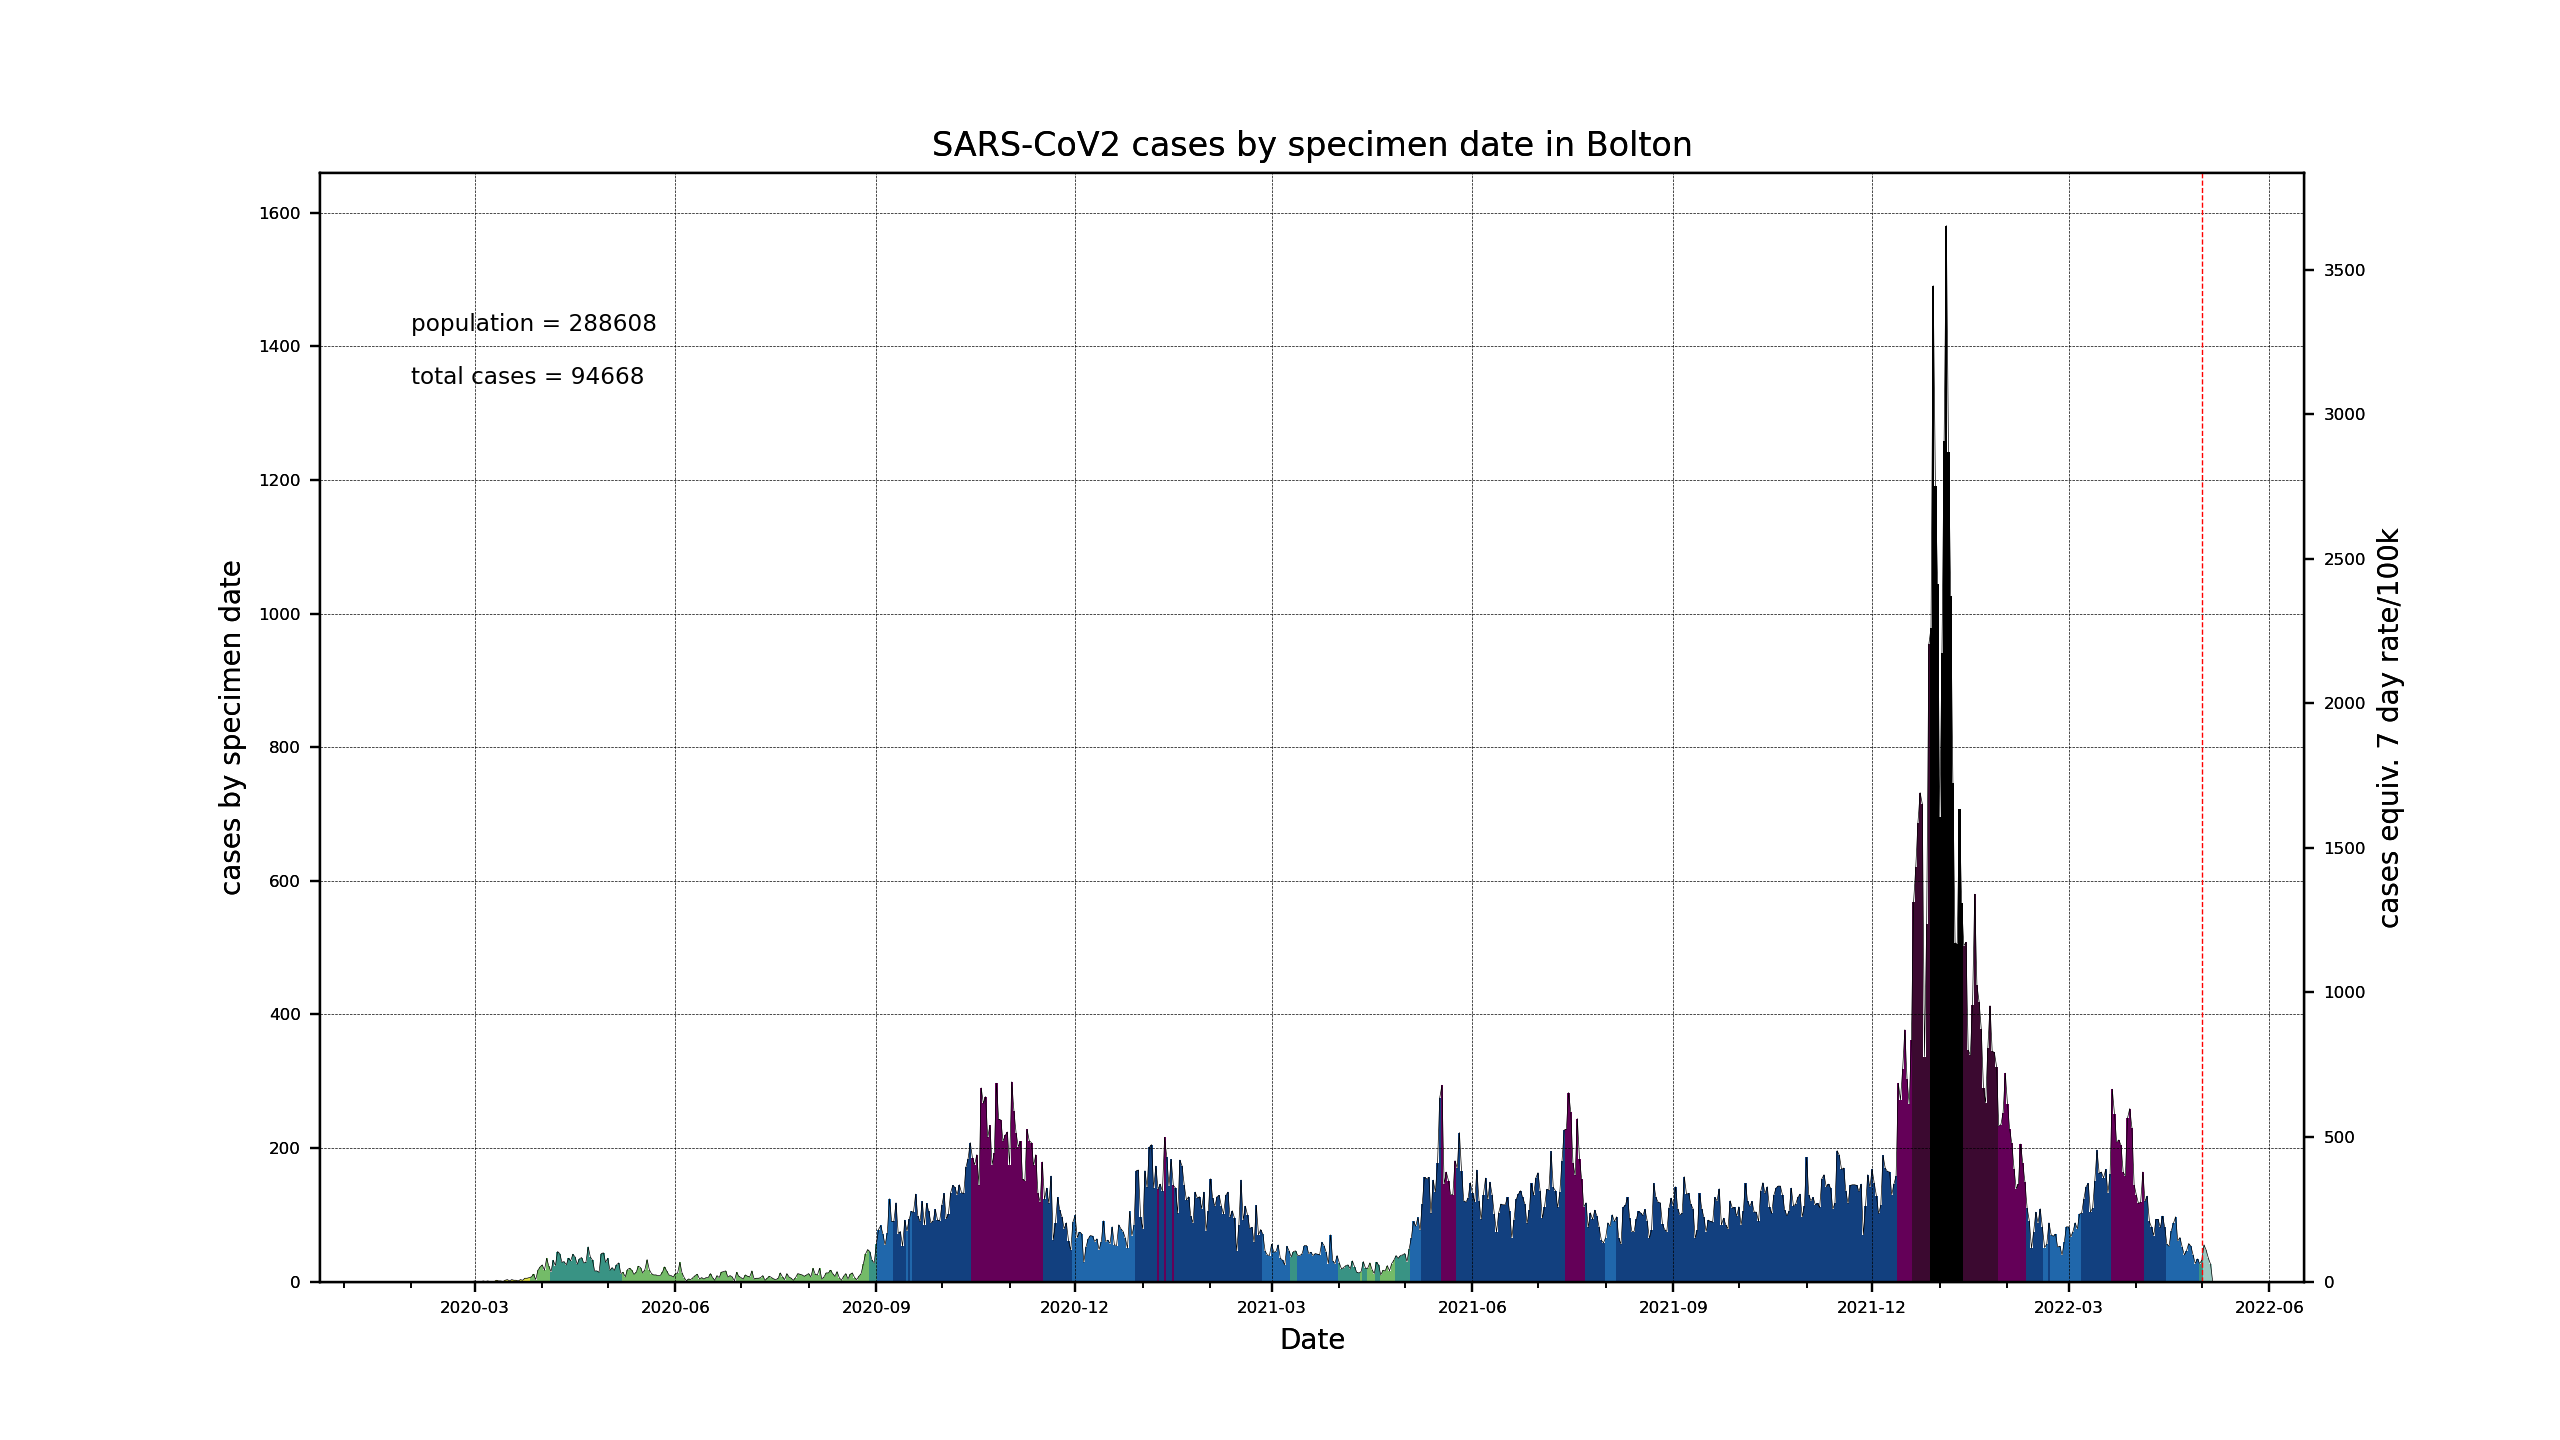 SARS-CoV2 cases by specimen date in Bolton
population = 288608
total cases = 94668
cases by specimen date
1600
1400
1200
1000
800
600
400
200
0
3500
3000
2500
2000
1500
1000
500
0
cases equiv. 7 day rate/100k
2020-03 2020-06 2020-09 2020-12 2021-03 2021-06 2021-09 2021-12 2022-03 2022-06
Date